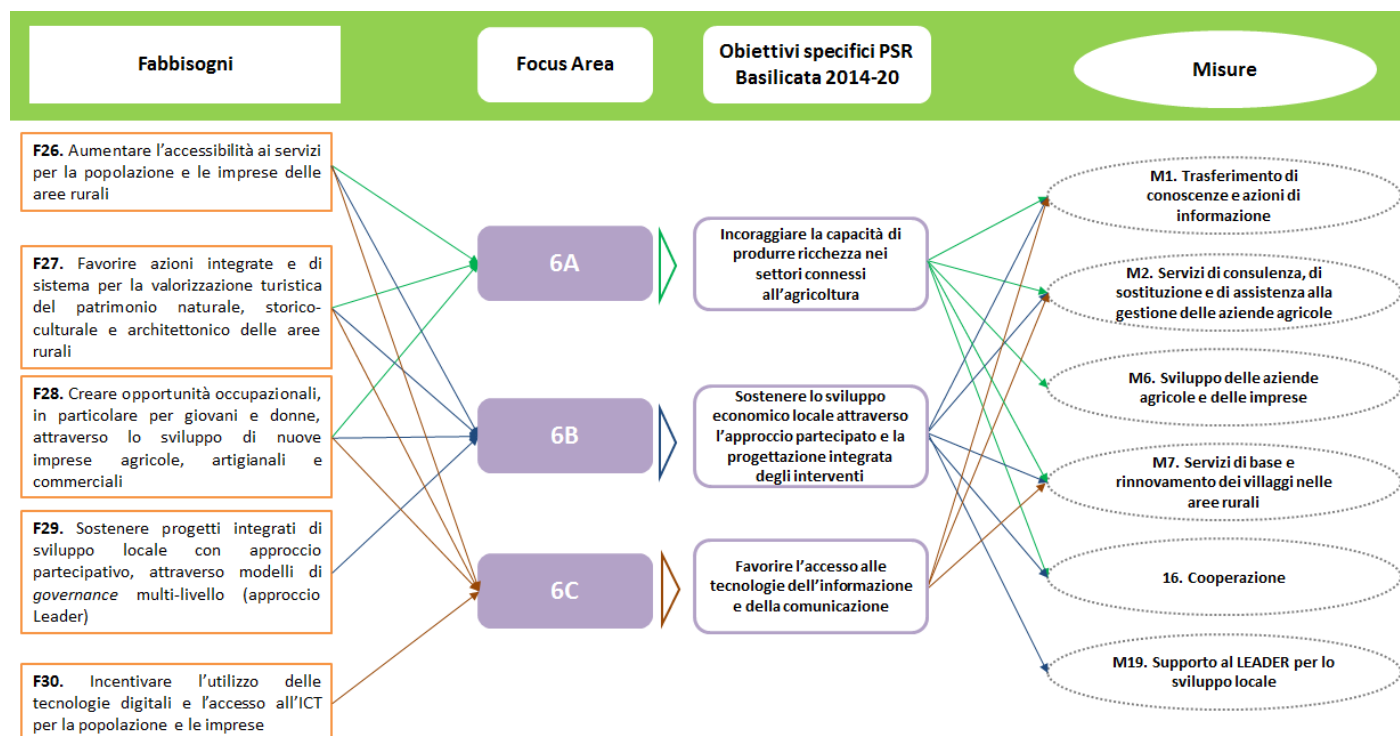 Fabbisogni
Focus Area
Obiettivi specifici PSR
Basilicata 2014-20
Misure
F26. Aumentare l’accessibilità ai servizi
per la popolazione e le imprese delle
aree rurali
F27. Favorire azioni integrate e di
sistema per la valorizzazione turistica
del patrimonio naturale, storico-
culturale e architettonico delle aree
rurali
F28. Creare opportunità occupazionali,
in particolare per giovani e donne,
attraverso lo sviluppo di nuove
imprese agricole, artigianali e
commerciali
F29. Sostenere progetti integrati di
sviluppo locale con approccio
partecipativo, attraverso modelli di
governance multi-livello (approccio
Leader)
F30. Incentivare l’utilizzo delle
tecnologie digitali e l’accesso all’ICT
per la popolazione e le imprese
6A
6B
6C
Incoraggiare la capacità di
produrre ricchezza nei
settori connessi
all’agricoltura
Sostenere lo sviluppo
economico locale attraverso
l’approccio partecipato e la
progettazione integrata
degli interventi
Favorire l’accesso alle
tecnologie dell’informazione
e della comunicazione
M1. Trasferimento di
conoscenze e azioni di
informazione
M2. Servizi di consulenza, di
sostituzione e di assistenza alla
gestione delle aziende agricole
M6. Sviluppo delle aziende
agricole e delle imprese
M7. Servizi di base e
rinnovamento dei villaggi nelle
aree rurali
16. Cooperazione
M19. Supporto al LEADER per lo
sviluppo locale